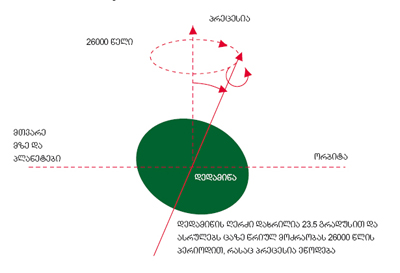 პრეცესია
26000 წელი
მთვარე
მზე და
პლანეტები
ორბიტა
დედამიწა
დედამიწის ღერძი დახრილია 23.5 გრადუსით და
ასრულებს ცაზე წრიულ მოძრაობას 26000 წლის
პერიოდით, რასაც პრეცესია ეწოდება